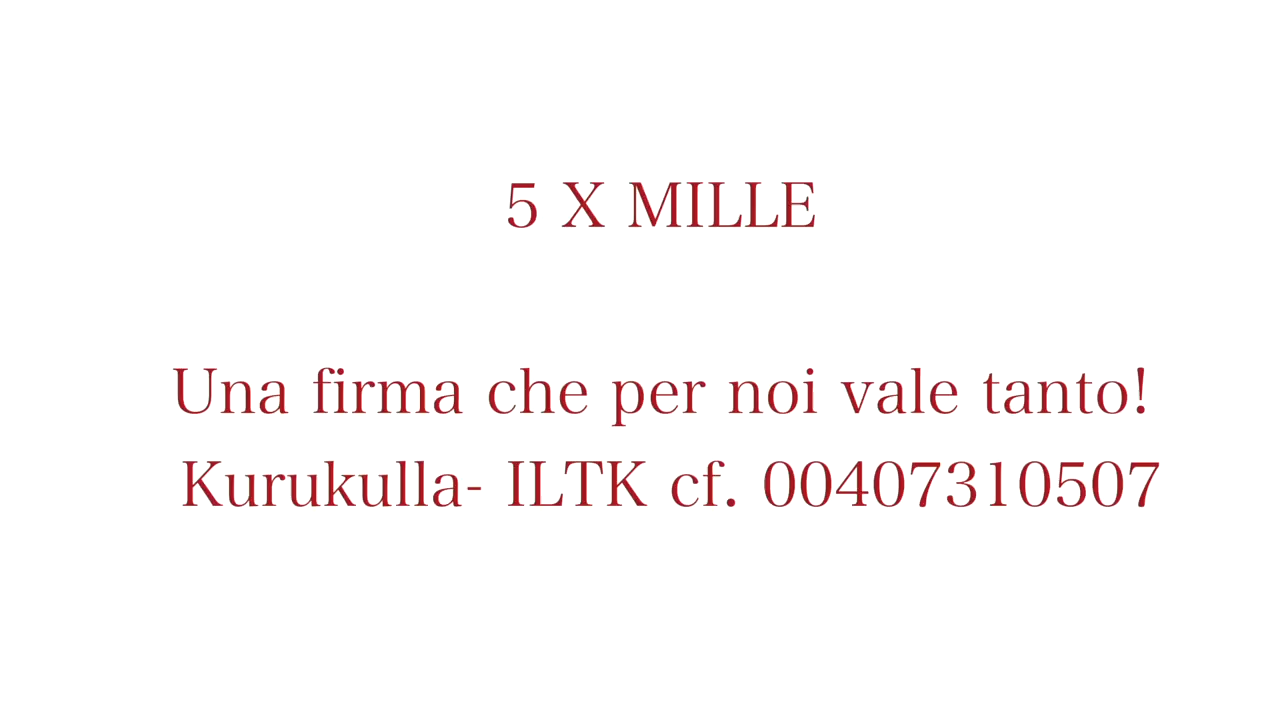 5 X MILLE
Una firma che per noi vale tanto!
Kurukulla- ILTK cf. 00407310507